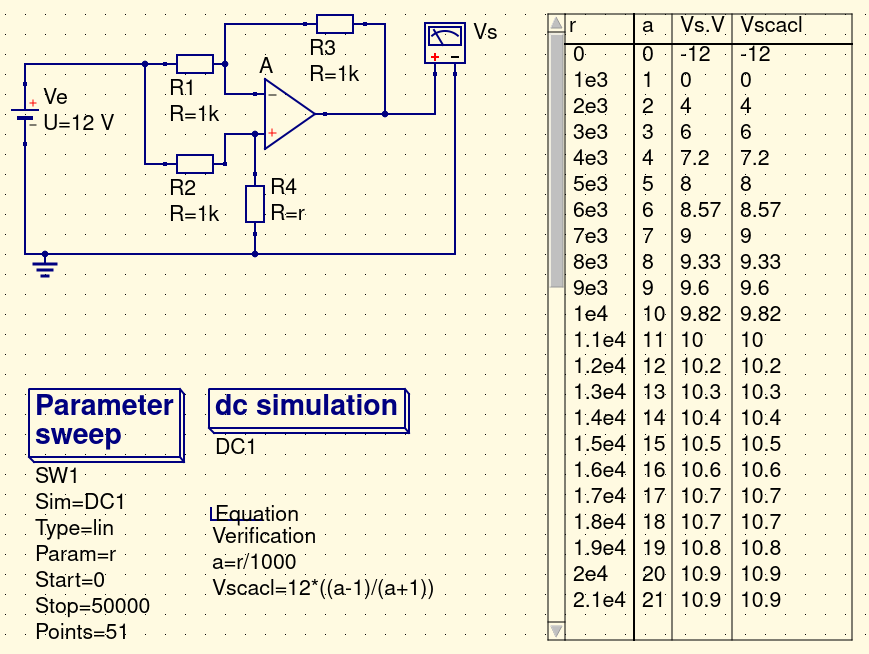 Ve
U=12 V
R1
R=1k
R2
R=1k
A
R3
R=1k
R4
R=r
Vs
Parameter
sweep
SW1
Sim=DC1
Type=lin
Param=r
Start=0
Stop=50000
Points=51
dc simulation
DC1
Equation
Verification
a=r/1000
Vscacl=12*((a-1)/(a+1))
r a Vs.V Vscacl
0 0 -12 -12
1e3 1 0 0
2e3 2 4 4
3e3 3 6 6
4e3 4 7.2 7.2
5e3 5 8 8
6e3 6 8.57 8.57
7e3 7 9 9
8e3 8 9.33 9.33
9e3 9 9.6 9.6
1e4 10 9.82 9.82
1.1e4 11 10 10
1.2e4 12 10.2 10.2
1.3e4 13 10.3 10.3
1.4e4 14 10.4 10.4
1.5e4 15 10.5 10.5
1.6e4 16 10.6 10.6
1.7e4 17 10.7 10.7
1.8e4 18 10.7 10.7
1.9e4 19 10.8 10.8
2e4 20 10.9 10.9
2.1e4 21 10.9 10.9